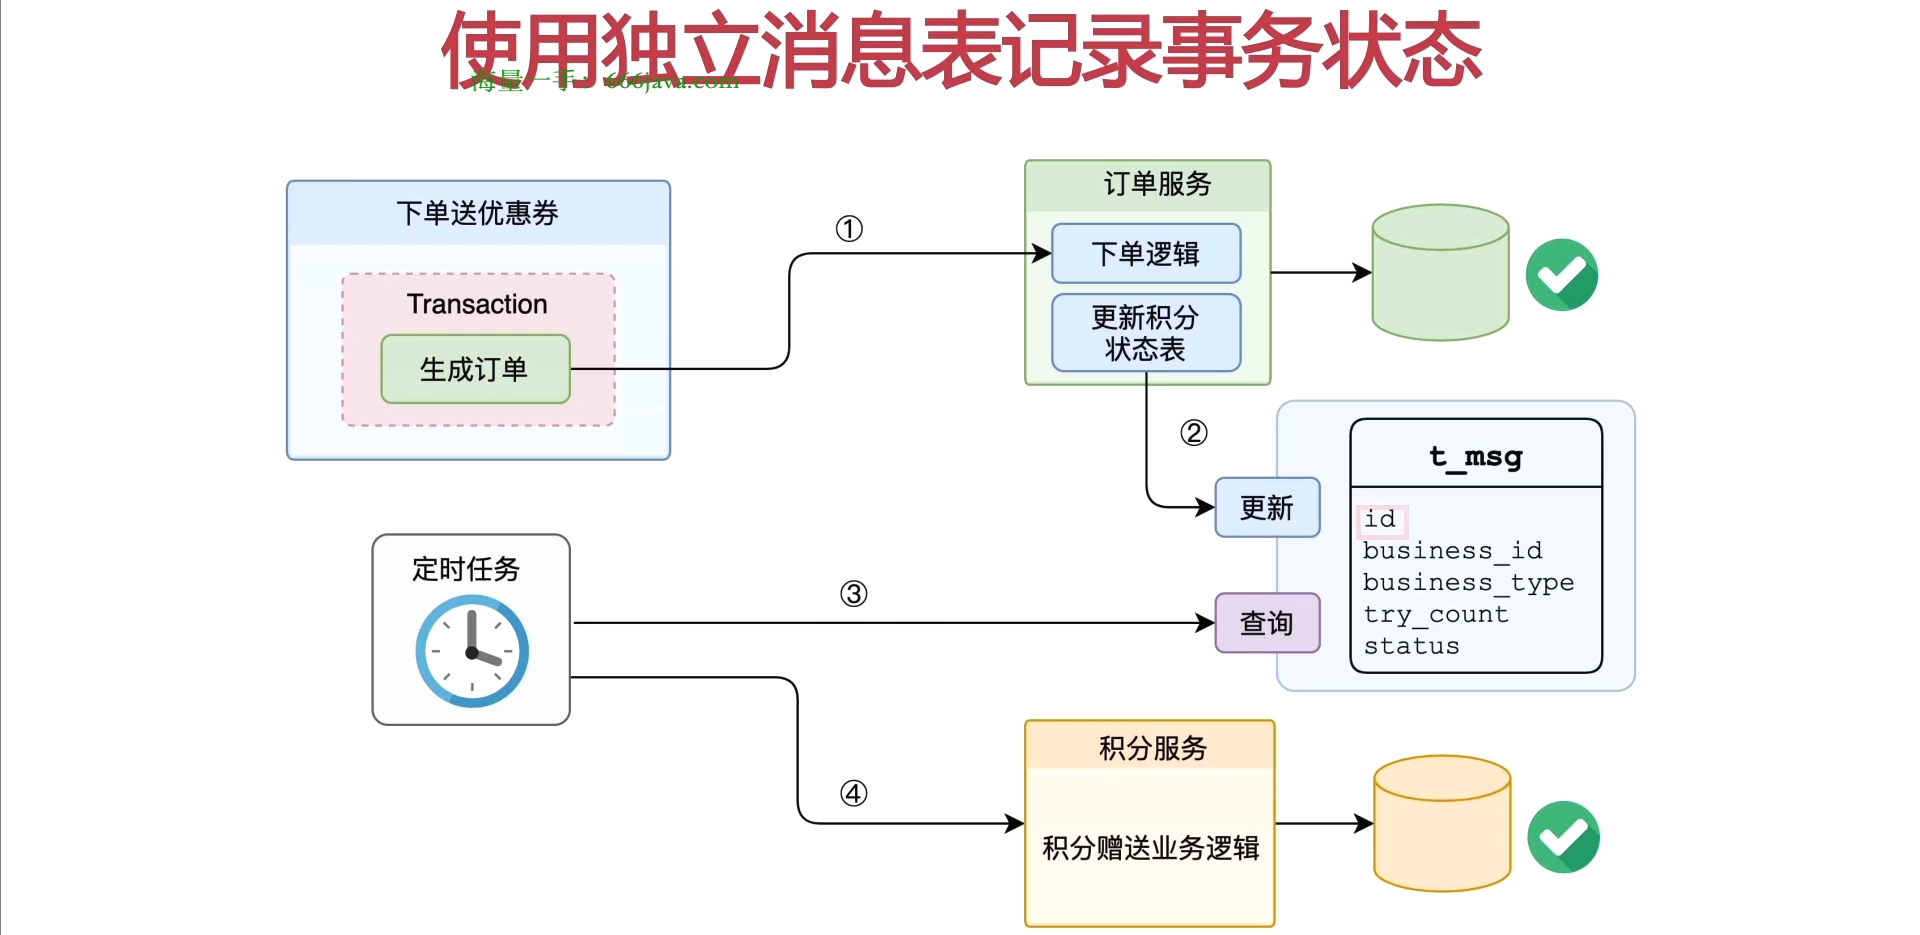 使用独立消息表记录事务状态
海量一手：666java.com
下单送优惠券
Transaction
生成订单
①
订单服务
下单逻辑
更新积分
状态表
②
更新
t_msg
id
business_id
business_type
try_count
status
定时任务
③
查询
④
积分服务
积分赠送业务逻辑